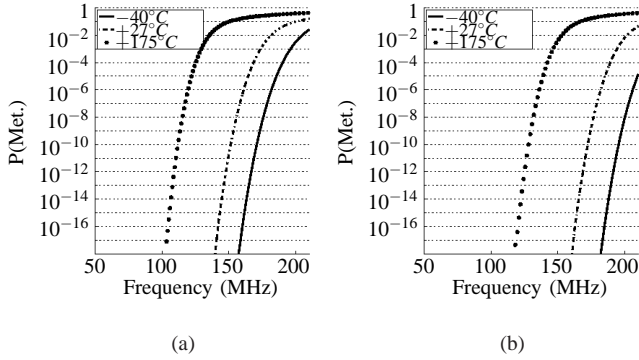 1
10^−2
10^−4
10^−6
10^−8
10^−10
10^−12
10^−14
10^−16
P(Met.)
−40°C
+27°C
+175°C
50 100 150 200
Frequency (MHz)
(a)
1
10^−2
10^−4
10^−6
10^−8
10^−10
10^−12
10^−14
10^−16
P(Met.)
−40°C
+27°C
+175°C
50 100 150 200
Frequency (MHz)
(b)